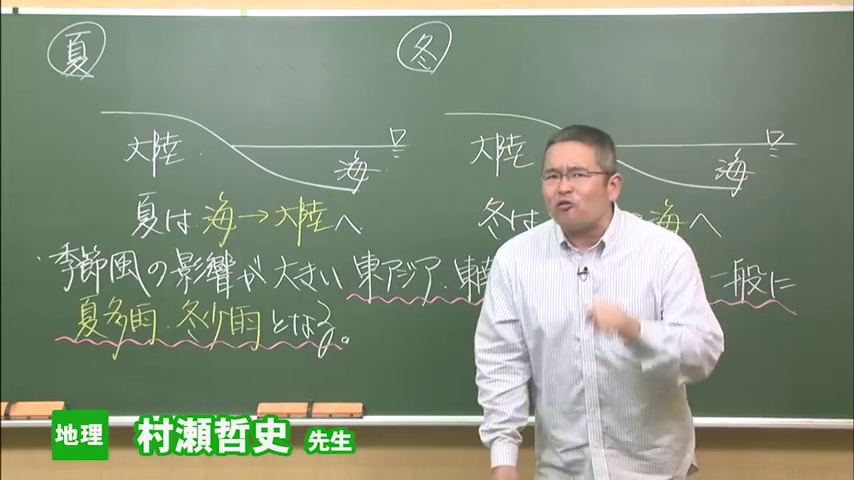 夏
冬
大陸
海
大陸
海
夏は海→大陸へ
冬は 海へ
季節風の影響が大きい東アジア・東 一般に
夏多雨・冬少雨となる。
地理 村瀬哲史 先生